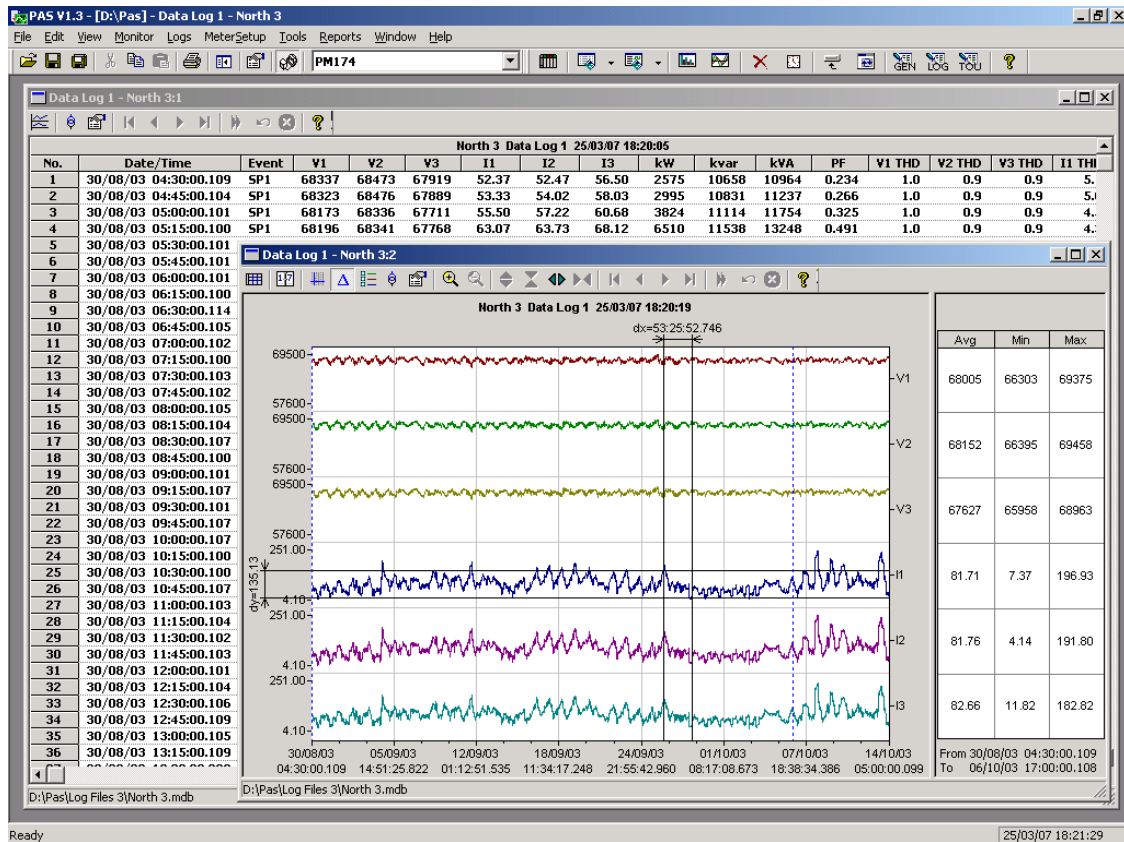 PAS V1.3 - [D:\Pas] - Data Log 1 - North 3
File Edit View Monitor Logs MeterSetup Tools Reports Window Help
PM174 GEN LOG TOU
Data Log 1 - North 3:1
North 3 Data Log 1 25/03/07 18:20:05
No. Date/Time Event V1 V2 V3 I1 I2 I3 kW kvar kVA PF V1 THD V2 THD V3 THD I1 THI
1 30/08/03 04:30:00.109 SP1 68337 68473 67919 52.37 52.47 56.50 2575 10658 10964 0.234 1.0 0.9 0.9 5.
2 30/08/03 04:45:00.104 SP1 68323 68476 67889 53.33 54.02 58.03 2995 10831 11237 0.266 1.0 0.9 0.9 5.
3 30/08/03 05:00:00.101 SP1 68173 68336 67711 55.50 57.22 60.68 3824 11114 11754 0.325 1.0 0.9 0.9 4.
4 30/08/03 05:15:00.100 SP1 68196 68341 67768 63.07 63.73 68.12 6510 11538 13248 0.491 1.0 0.9 0.9 4.
5 30/08/03 05:30:00.101
6 30/08/03 05:45:00.101
7 30/08/03 06:00:00.101
8 30/08/03 06:15:00.100
9 30/08/03 06:30:00.114
10 30/08/03 06:45:00.105
11 30/08/03 07:00:00.102
12 30/08/03 07:15:00.100
13 30/08/03 07:30:00.103
14 30/08/03 07:45:00.102
15 30/08/03 08:00:00.105
16 30/08/03 08:15:00.104
17 30/08/03 08:30:00.107
18 30/08/03 08:45:00.100
19 30/08/03 09:00:00.101
20 30/08/03 09:15:00.107
21 30/08/03 09:30:00.101
22 30/08/03 09:45:00.107
23 30/08/03 10:00:00.107
24 30/08/03 10:15:00.100
25 30/08/03 10:30:00.100
26 30/08/03 10:45:00.107
27 30/08/03 11:00:00.103
28 30/08/03 11:15:00.104
29 30/08/03 11:30:00.102
30 30/08/03 11:45:00.103
31 30/08/03 12:00:00.101
32 30/08/03 12:15:00.104
33 30/08/03 12:30:00.106
34 30/08/03 12:45:00.109
35 30/08/03 13:00:00.105
36 30/08/03 13:15:00.109
D:\Pas\Log Files 3\North 3.mdb
Data Log 1 - North 3:2
North 3 Data Log 1 25/03/07 18:20:19
dx=53:25:52.746
Avg Min Max
69500
V1 68005 66303 69375
57600
69500
V2 68152 66395 69458
57600
69500
V3 67627 65958 68963
57600
251.00
dy=135.13
I1 81.71 7.37 196.93
4.10
251.00
I2 81.76 4.14 191.80
4.10
251.00
I3 82.66 11.82 182.82
4.10
30/08/03 05/09/03 12/09/03 18/09/03 24/09/03 01/10/03 07/10/03 14/10/03
04:30:00.109 14:51:25.822 01:12:51.535 11:34:17.248 21:55:42.960 08:17:08.673 18:38:34.386 05:00:00.099
From 30/08/03 04:30:00.109
To 06/10/03 17:00:00.108
D:\Pas\Log Files 3\North 3.mdb
Ready 25/03/07 18:21:29